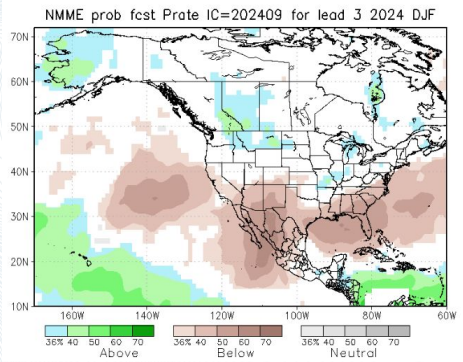 NMME prob fcst Prate IC=202409 for lead 3 2024 DJF
70N
60N
50N
40N
30N
20N
10N
160W 140W 120W 100W 80W 60W
36% 40 50 60 70 36% 40 50 60 70 36% 40 50 60 70
Above Below Neutral